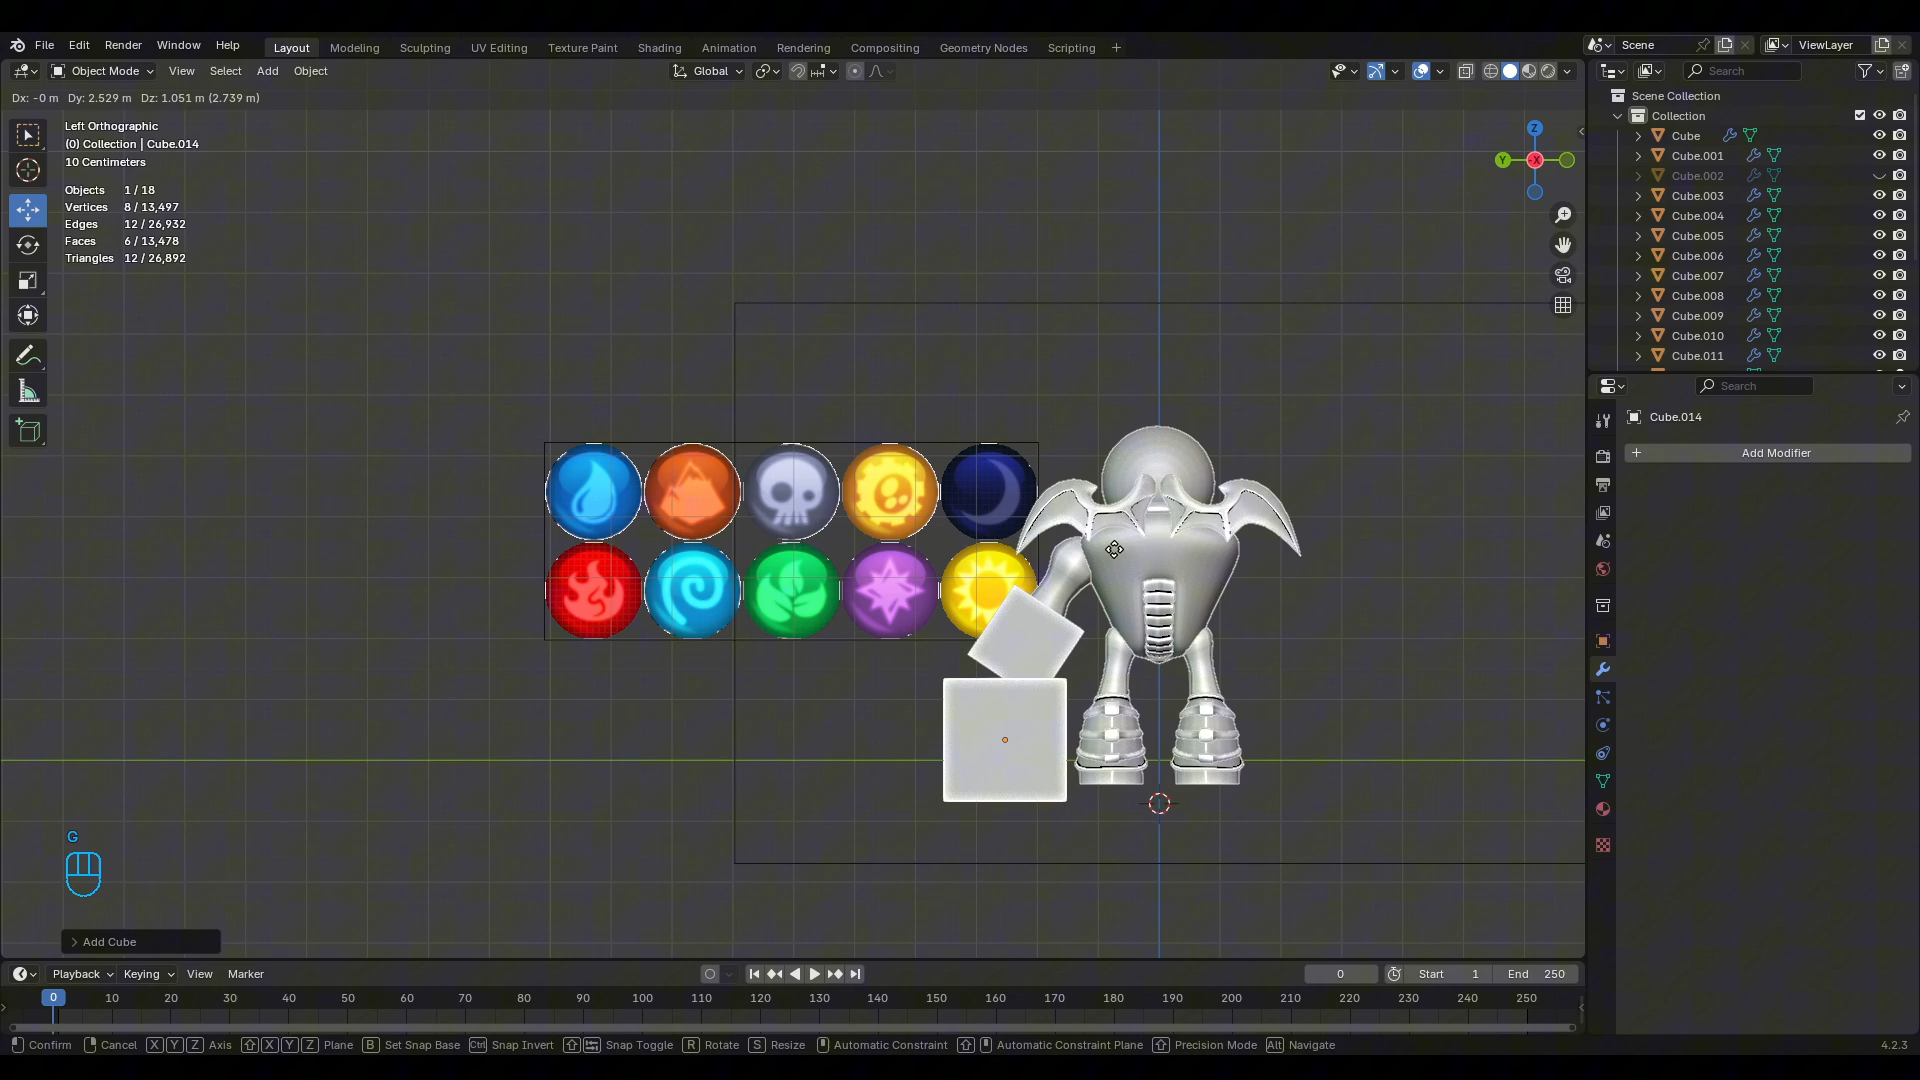 File Edit Render Window Help Layout Modeling Sculpting UV Editing Texture Paint Shading Animation Rendering Compositing Geometry Nodes Scripting + Scene ViewLayer
Object Mode View Select Add Object Global Search
Dx: -0 m Dy: 2.529 m Dz: 1.051 m (2.739 m)
Left Orthographic
(0) Collection | Cube.014
10 Centimeters
Objects 1 / 18
Vertices 8 / 13,497
Edges 12 / 26,932
Faces 6 / 13,478
Triangles 12 / 26,892
Z
Y -X
Scene Collection
Collection
Cube
Cube.001
Cube.002
Cube.003
Cube.004
Cube.005
Cube.006
Cube.007
Cube.008
Cube.009
Cube.010
Cube.011
Search
Cube.014
+ Add Modifier
G
Add Cube
Playback Keying View Marker 0 Start 1 End 250
0 10 20 30 40 50 60 70 80 90 100 110 120 130 140 150 160 170 180 190 200 210 220 230 240 250
Confirm Cancel X Y Z Axis X Y Z Plane B Set Snap Base Ctrl Snap Invert Snap Toggle R Rotate S Resize Automatic Constraint Automatic Constraint Plane Precision Mode Alt Navigate 4.2.3